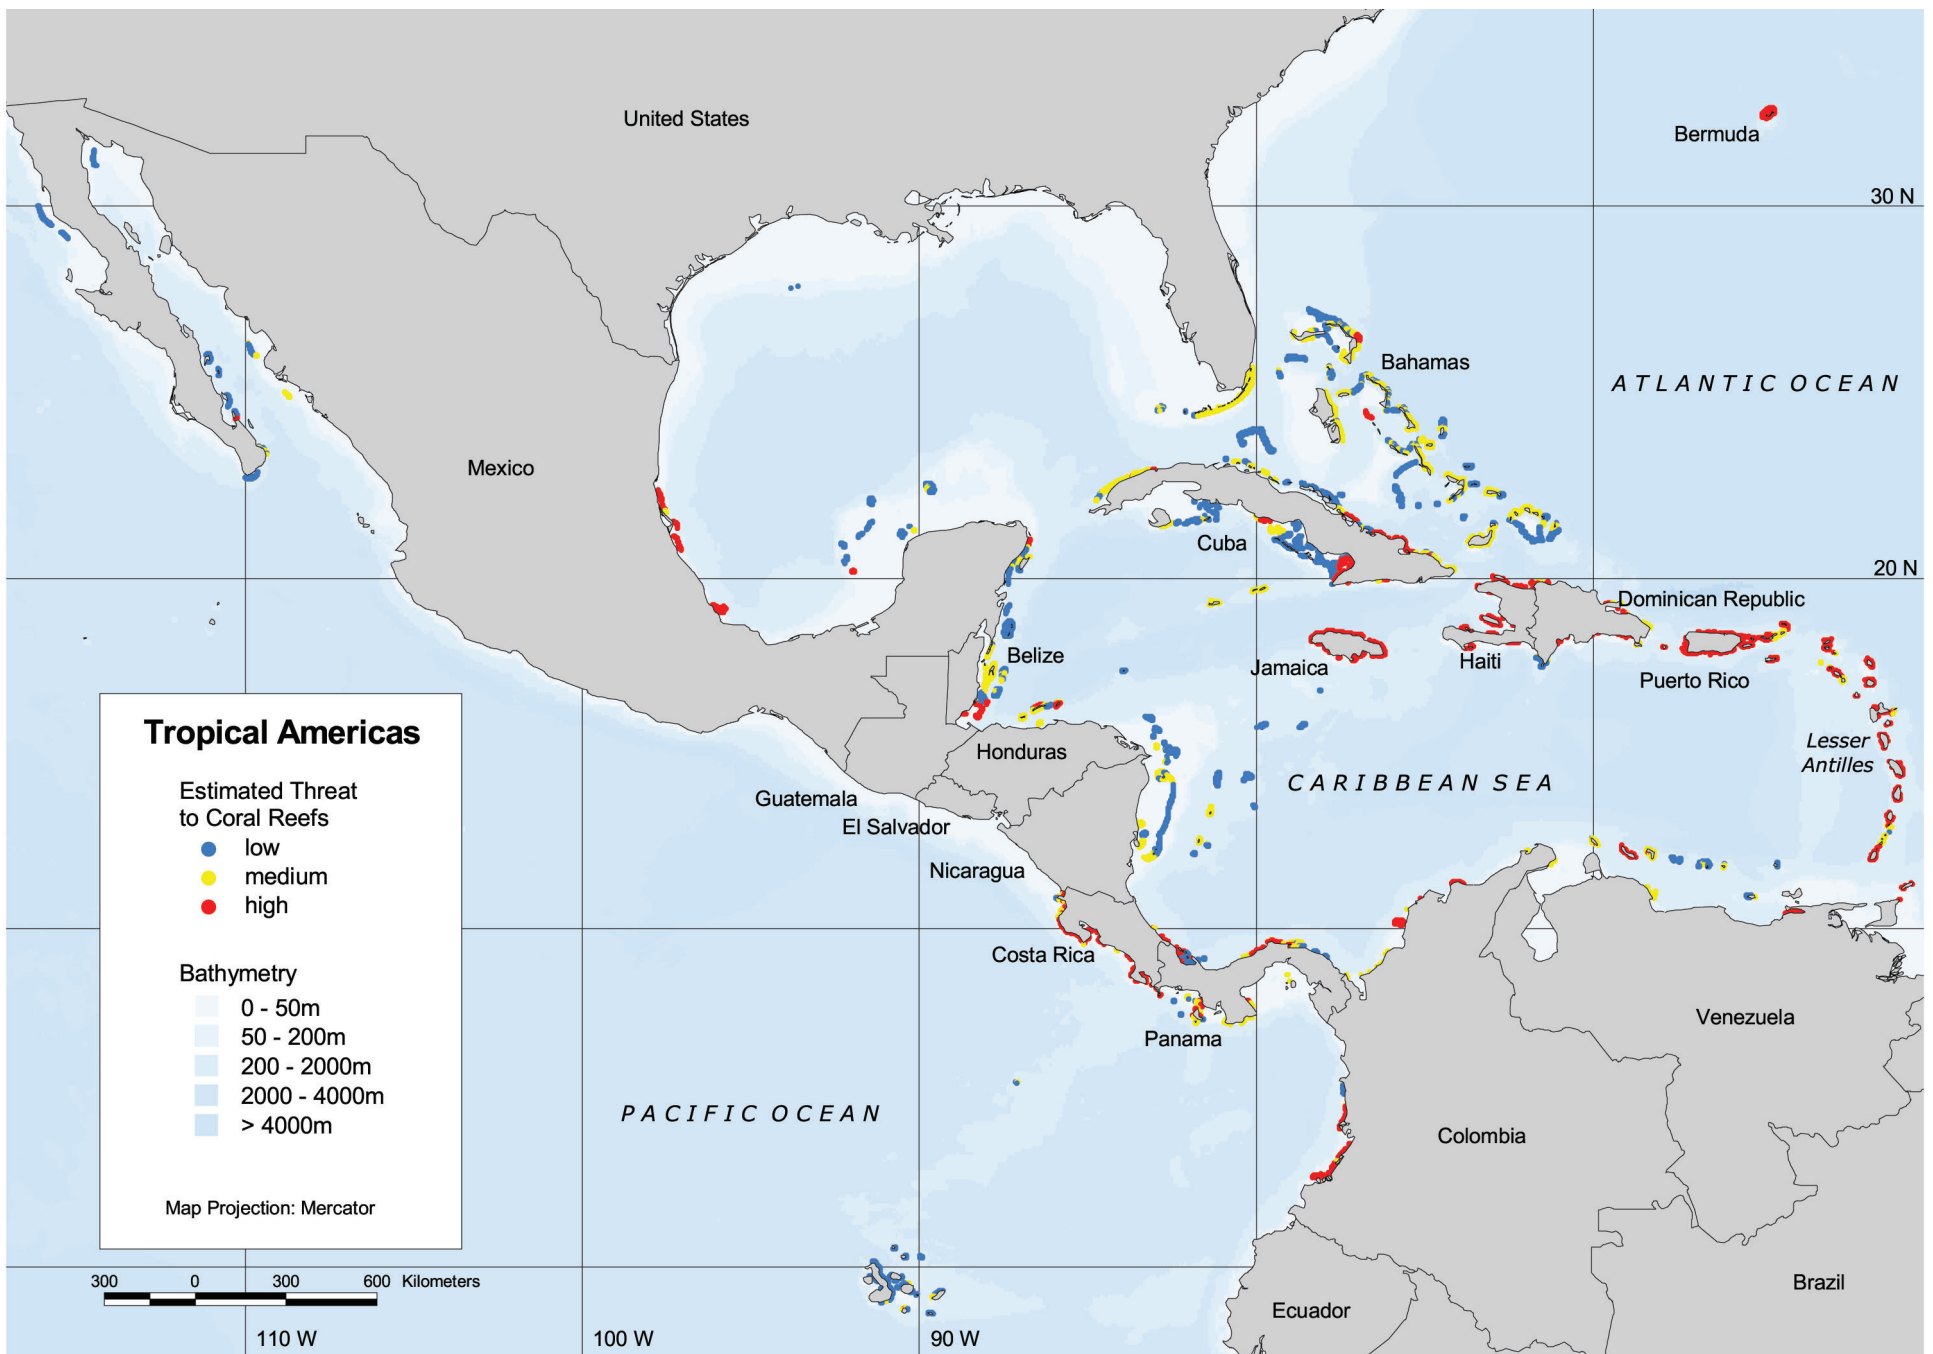 United States
Bermuda
30 N
Bahamas
ATLANTIC OCEAN
Mexico
Cuba
20 N
Dominican Republic
Belize
Jamaica
Haiti
Puerto Rico
Honduras
Lesser
Antilles
CARIBBEAN SEA
Guatemala
El Salvador
Nicaragua
Costa Rica
Panama
Venezuela
PACIFIC OCEAN
Colombia
Brazil
Ecuador
Tropical Americas
Estimated Threat
to Coral Reefs
low
medium
high
Bathymetry
0 - 50m
50 - 200m
200 - 2000m
2000 - 4000m
> 4000m
Map Projection: Mercator
300 0 300 600 Kilometers
110 W
100 W
90 W